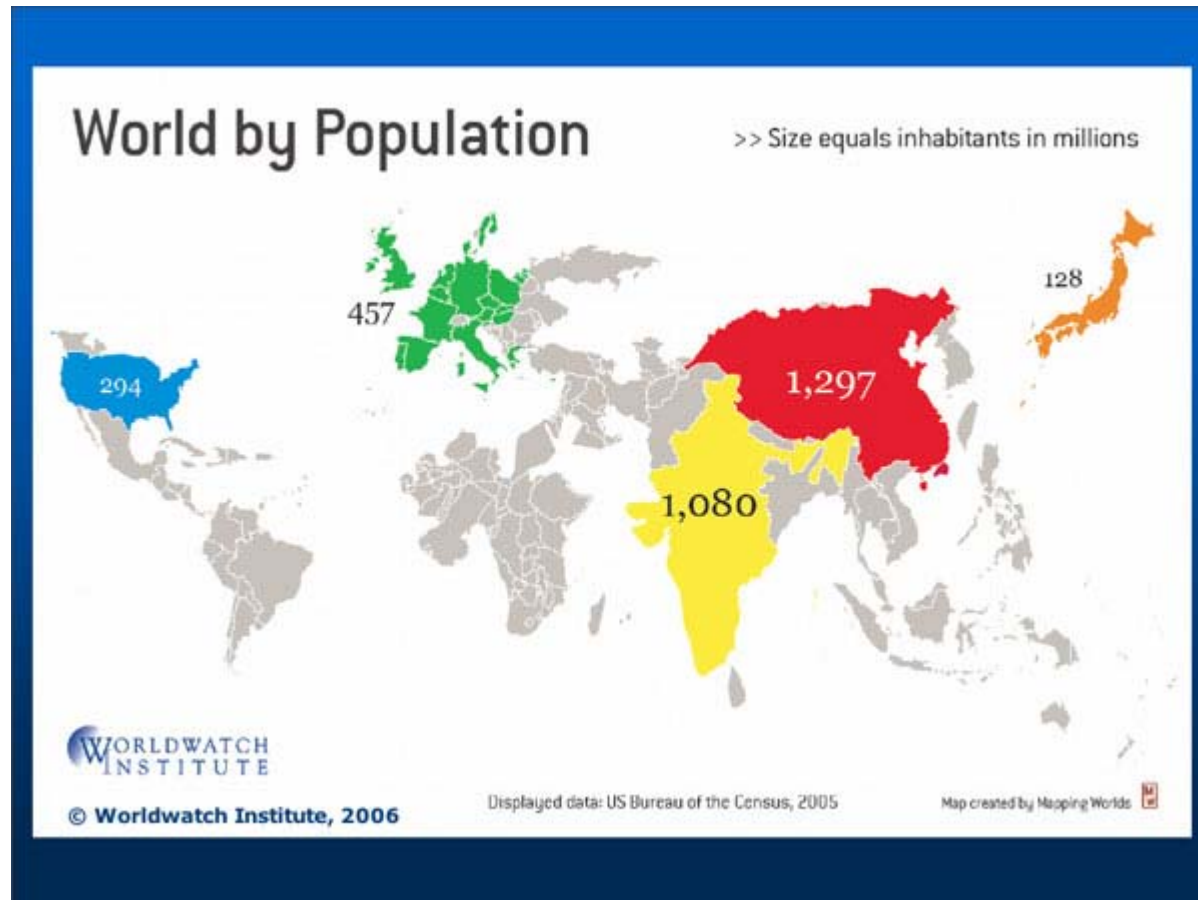 World by Population
>> Size equals inhabitants in millions
128
457
1,297
294
1,080
WORLDWATCH
INSTITUTE
© Worldwatch Institute, 2006
Displayed data: US Bureau of the Census, 2005
Map created by Mapping Worlds